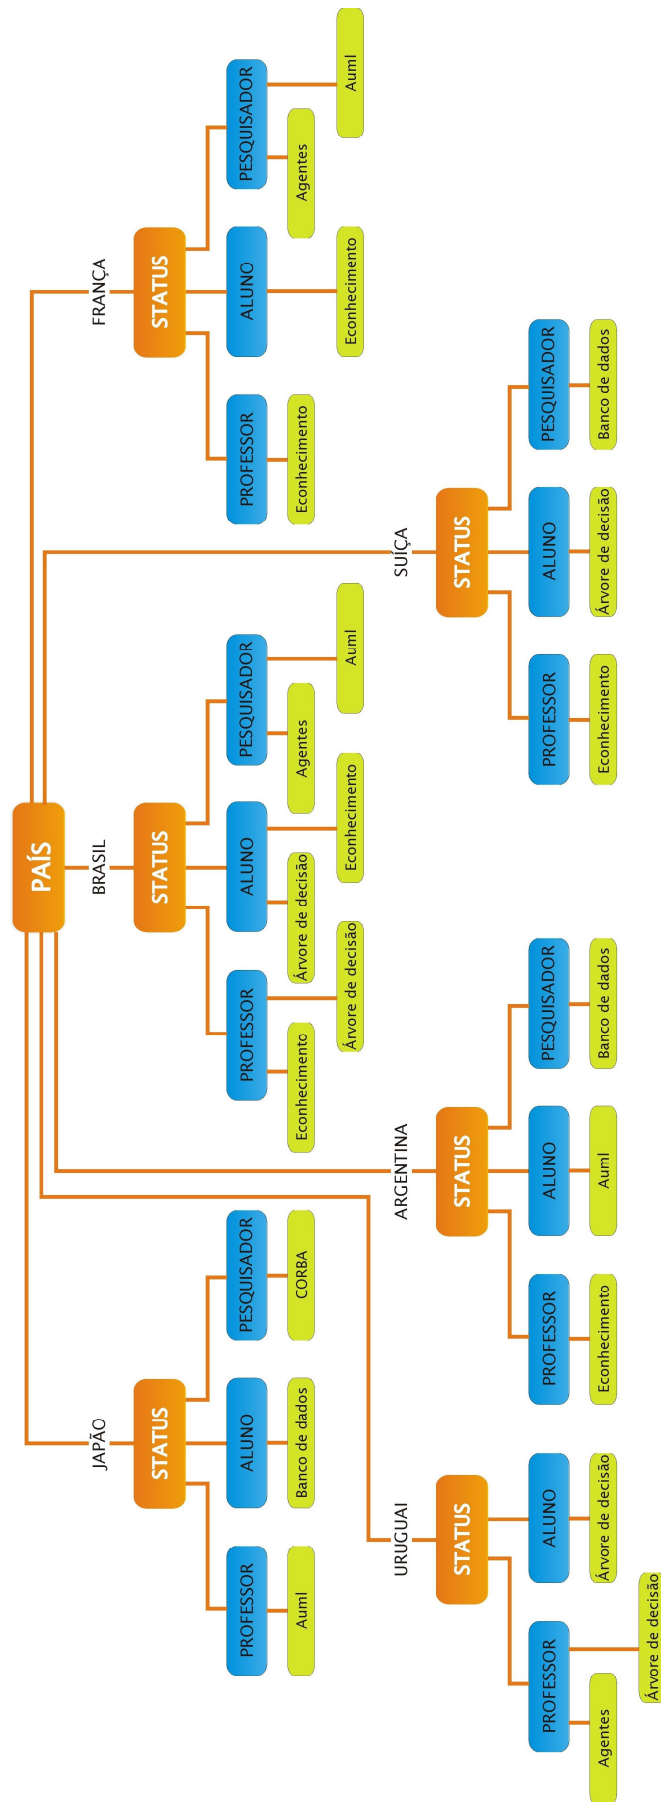 PAÍS
JAPÃO
BRASIL
FRANÇA
STATUS
STATUS
STATUS
PROFESSOR
ALUNO
PESQUISADOR
PROFESSOR
ALUNO
PESQUISADOR
PROFESSOR
ALUNO
PESQUISADOR
Auml
Banco de dados
CORBA
Econhecimento
Árvore de decisão
Agentes
Econhecimento
Agentes
Árvore de decisão
Econhecimento
Auml
Econhecimento
Auml
URUGUAI
ARGENTINA
SUÍÇA
STATUS
STATUS
STATUS
PROFESSOR
ALUNO
PROFESSOR
ALUNO
PESQUISADOR
PROFESSOR
ALUNO
PESQUISADOR
Agentes
Árvore de decisão
Econhecimento
Auml
Banco de dados
Econhecimento
Árvore de decisão
Banco de dados
Árvore de decisão